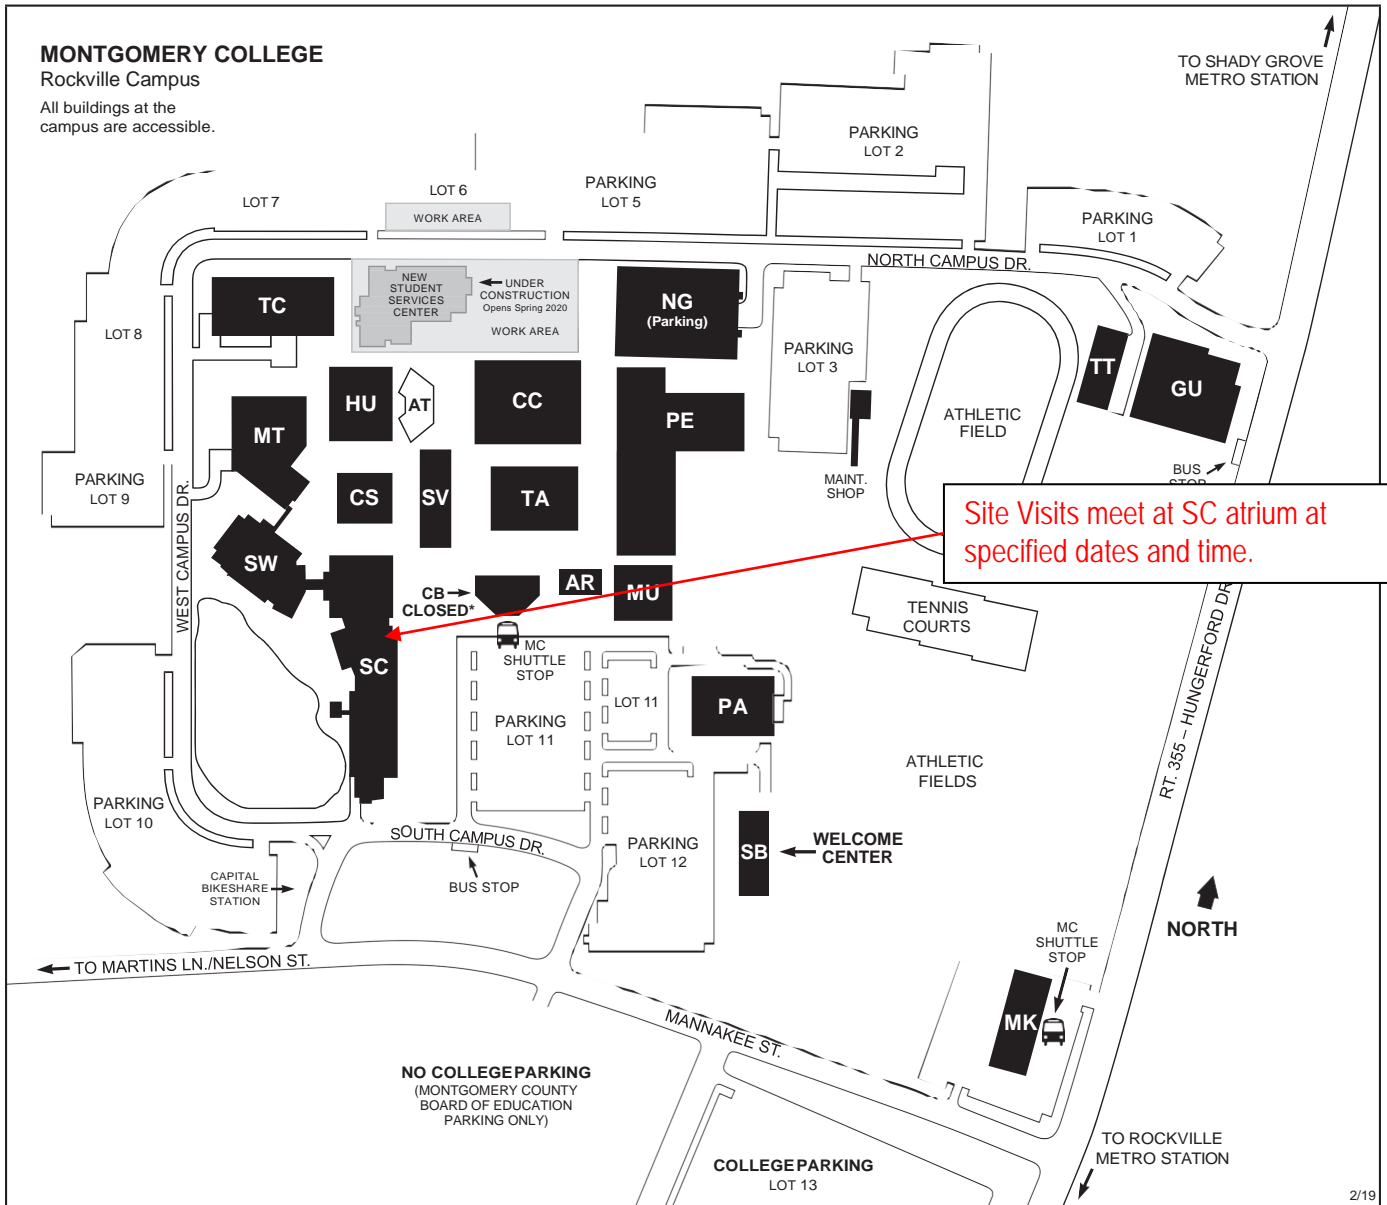 MONTGOMERY COLLEGE
Rockville Campus
All buildings at the
campus are accessible.
TO SHADY GROVE
METRO STATION
PARKING
LOT 2
LOT 7
LOT 6
WORK AREA
PARKING
LOT 5
PARKING
LOT 1
NORTH CAMPUS DR.
TC
NEW
STUDENT
SERVICES
CENTER
UNDER
CONSTRUCTION
Opens Spring 2020
WORK AREA
NG
(Parking)
LOT 8
PARKING
LOT 3
TT
GU
HU
AT
CC
PE
ATHLETIC
FIELD
MT
PARKING
LOT 9
CS
SV
TA
MAINT.
SHOP
BUS
STOP
Site Visits meet at SC atrium at
specified dates and time.
WEST CAMPUS DR.
SW
CB
CLOSED*
AR
MU
TENNIS
COURTS
RT. 355 – HUNGERFORD DR.
SC
MC
SHUTTLE
STOP
LOT 11
PA
PARKING
LOT 11
ATHLETIC
FIELDS
PARKING
LOT 10
SOUTH CAMPUS DR.
PARKING
LOT 12
SB
WELCOME
CENTER
CAPITAL
BIKESHARE
STATION
BUS STOP
NORTH
MC
SHUTTLE
STOP
TO MARTINS LN./NELSON ST.
MK
MANNAKEE ST.
NO COLLEGE PARKING
(MONTGOMERY COUNTY
BOARD OF EDUCATION
PARKING ONLY)
COLLEGE PARKING
LOT 13
TO ROCKVILLE
METRO STATION
2/19